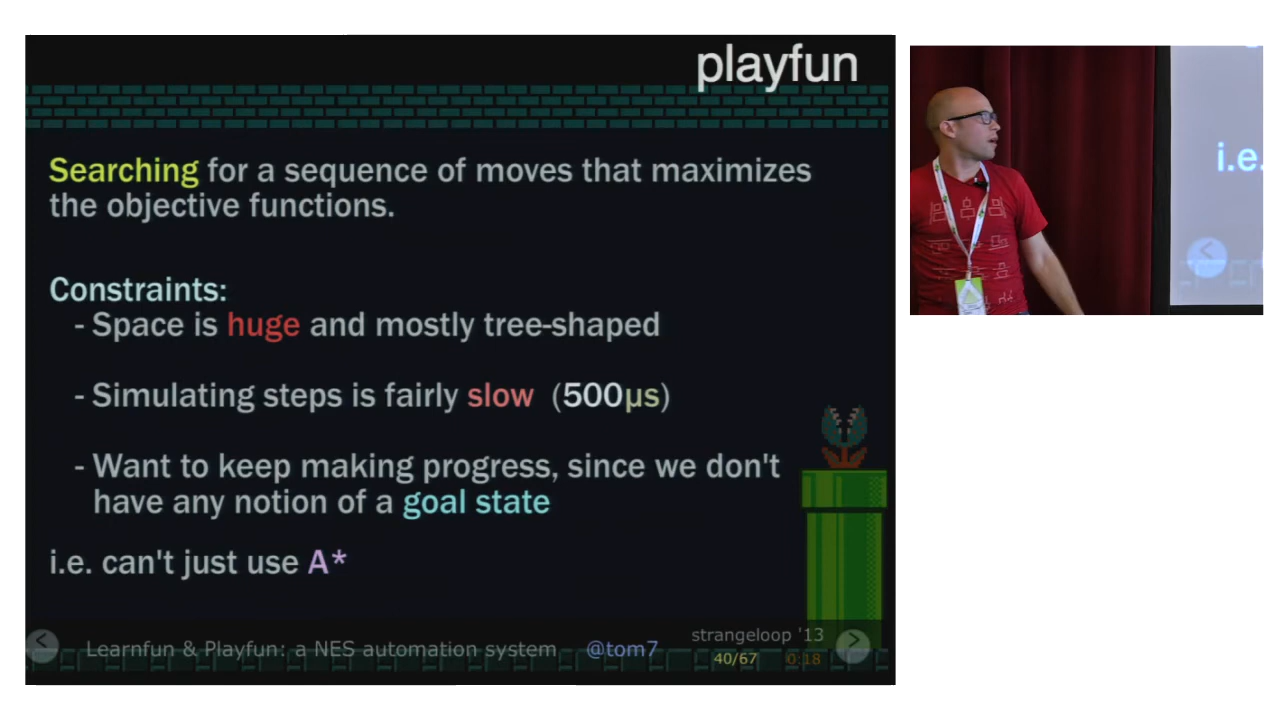 playfun
Searching for a sequence of moves that maximizes
the objective functions.
Constraints:
- Space is huge and mostly tree-shaped
- Simulating steps is fairly slow (500µs)
- Want to keep making progress, since we don't
have any notion of a goal state
i.e. can't just use A*
Learnfun & Playfun: a NES automation system @tom7
strangeloop '13
40/67 0:18
i.e.